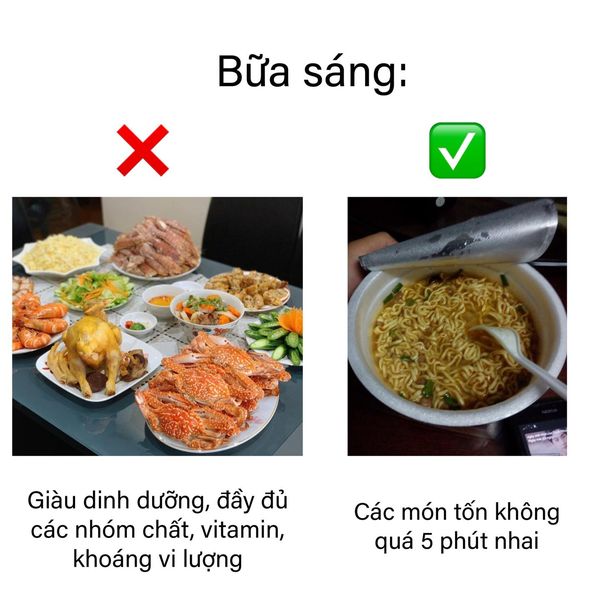 Bữa sáng:
Giàu dinh dưỡng, đầy đủ
các nhóm chất, vitamin,
khoáng vi lượng
Các món tốn không
quá 5 phút nhai
NOKIA